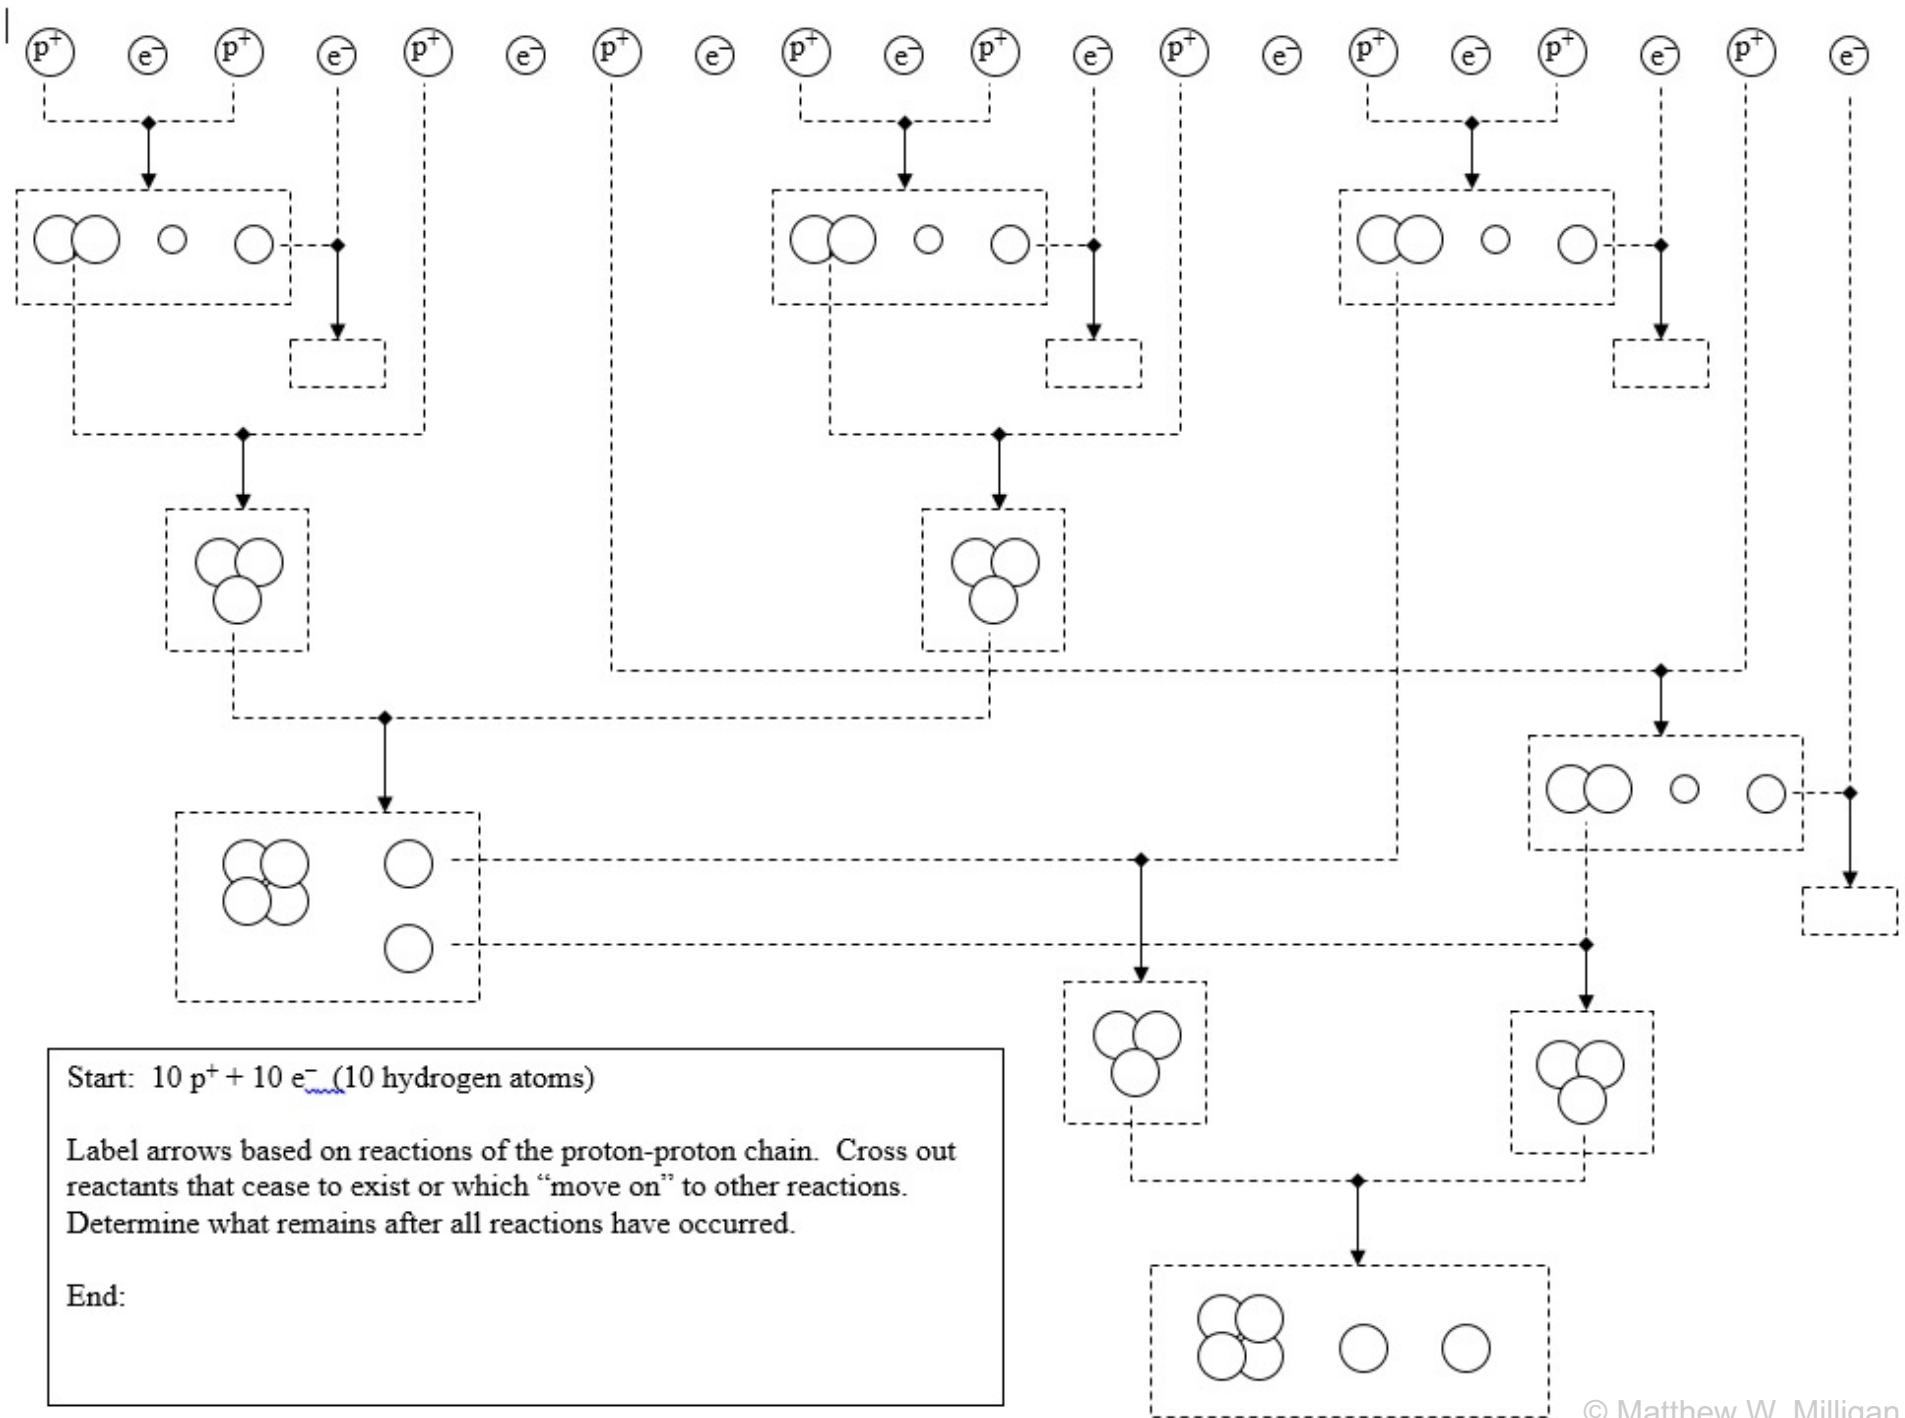 p⁺ e⁻ p⁺ e⁻ p⁺ e⁻ p⁺ e⁻ p⁺ e⁻ p⁺ e⁻ p⁺ e⁻ p⁺ e⁻ p⁺ e⁻ p⁺ e⁻
Start: 10 p⁺ + 10 e⁻ (10 hydrogen atoms)
Label arrows based on reactions of the proton-proton chain. Cross out
reactants that cease to exist or which “move on” to other reactions.
Determine what remains after all reactions have occurred.
End:
© Matthew W. Milligan